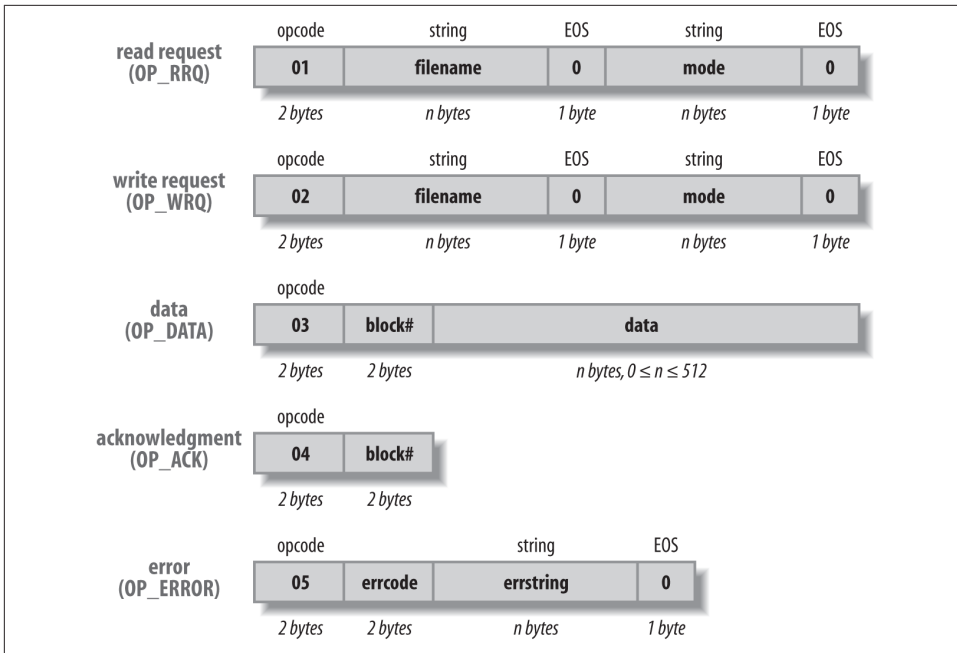 opcode string EOS string EOS
read request
(OP_RRQ)
01 filename 0 mode 0
2 bytes n bytes 1 byte n bytes 1 byte
opcode string EOS string EOS
write request
(OP_WRQ)
02 filename 0 mode 0
2 bytes n bytes 1 byte n bytes 1 byte
opcode
data
(OP_DATA)
03 block# data
2 bytes 2 bytes n bytes, 0 ≤ n ≤ 512
opcode
acknowledgment
(OP_ACK)
04 block#
2 bytes 2 bytes
opcode string EOS
error
(OP_ERROR)
05 errcode errstring 0
2 bytes 2 bytes n bytes 1 byte